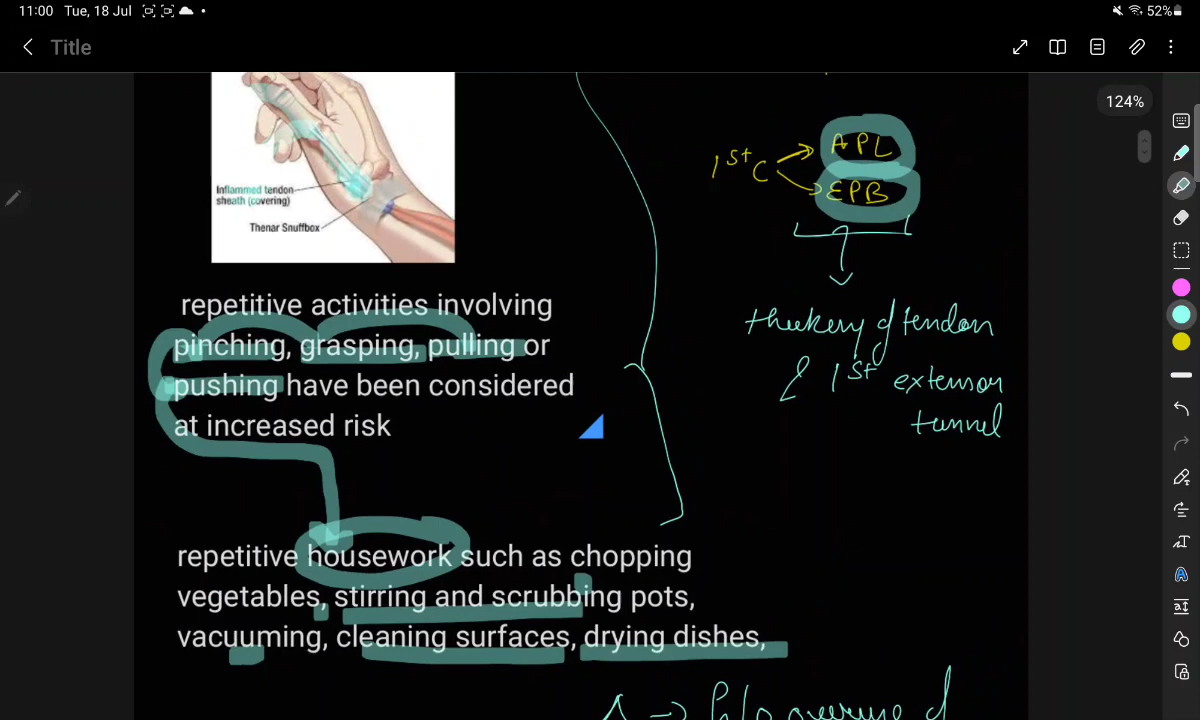 11:00 Tue, 18 Jul
52%
Title
124%
Inflammed tendon
sheath (covering)
Thenar Snuffbox
1st C
APL
EPB
tendon
& 1st extensor
tunnel
repetitive activities involving
pinching, grasping, pulling or
pushing have been considered
at increased risk
repetitive housework such as chopping
vegetables, stirring and scrubbing pots,
vacuuming, cleaning surfaces, drying dishes,